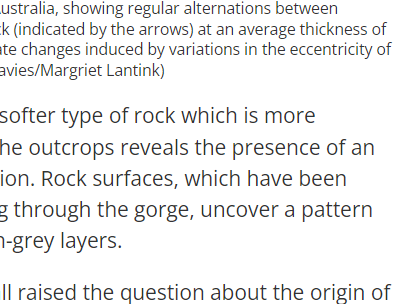 ustralia, showing regular alternations between
k (indicated by the arrows) at an average thickness of
te changes induced by variations in the eccentricity of
avies/Margriet Lantink)
softer type of rock which is more
he outcrops reveals the presence of an
ion. Rock surfaces, which have been
g through the gorge, uncover a pattern
-grey layers.
ll raised the question about the origin of